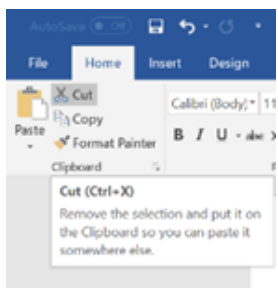 AutoSave Off
File Home Insert Design
Cut
Calibri (Body) 11
Copy
Paste
Format Painter
B I U abc
Clipboard
Cut (Ctrl+X)
Remove the selection and put it on
the Clipboard so you can paste it
somewhere else.